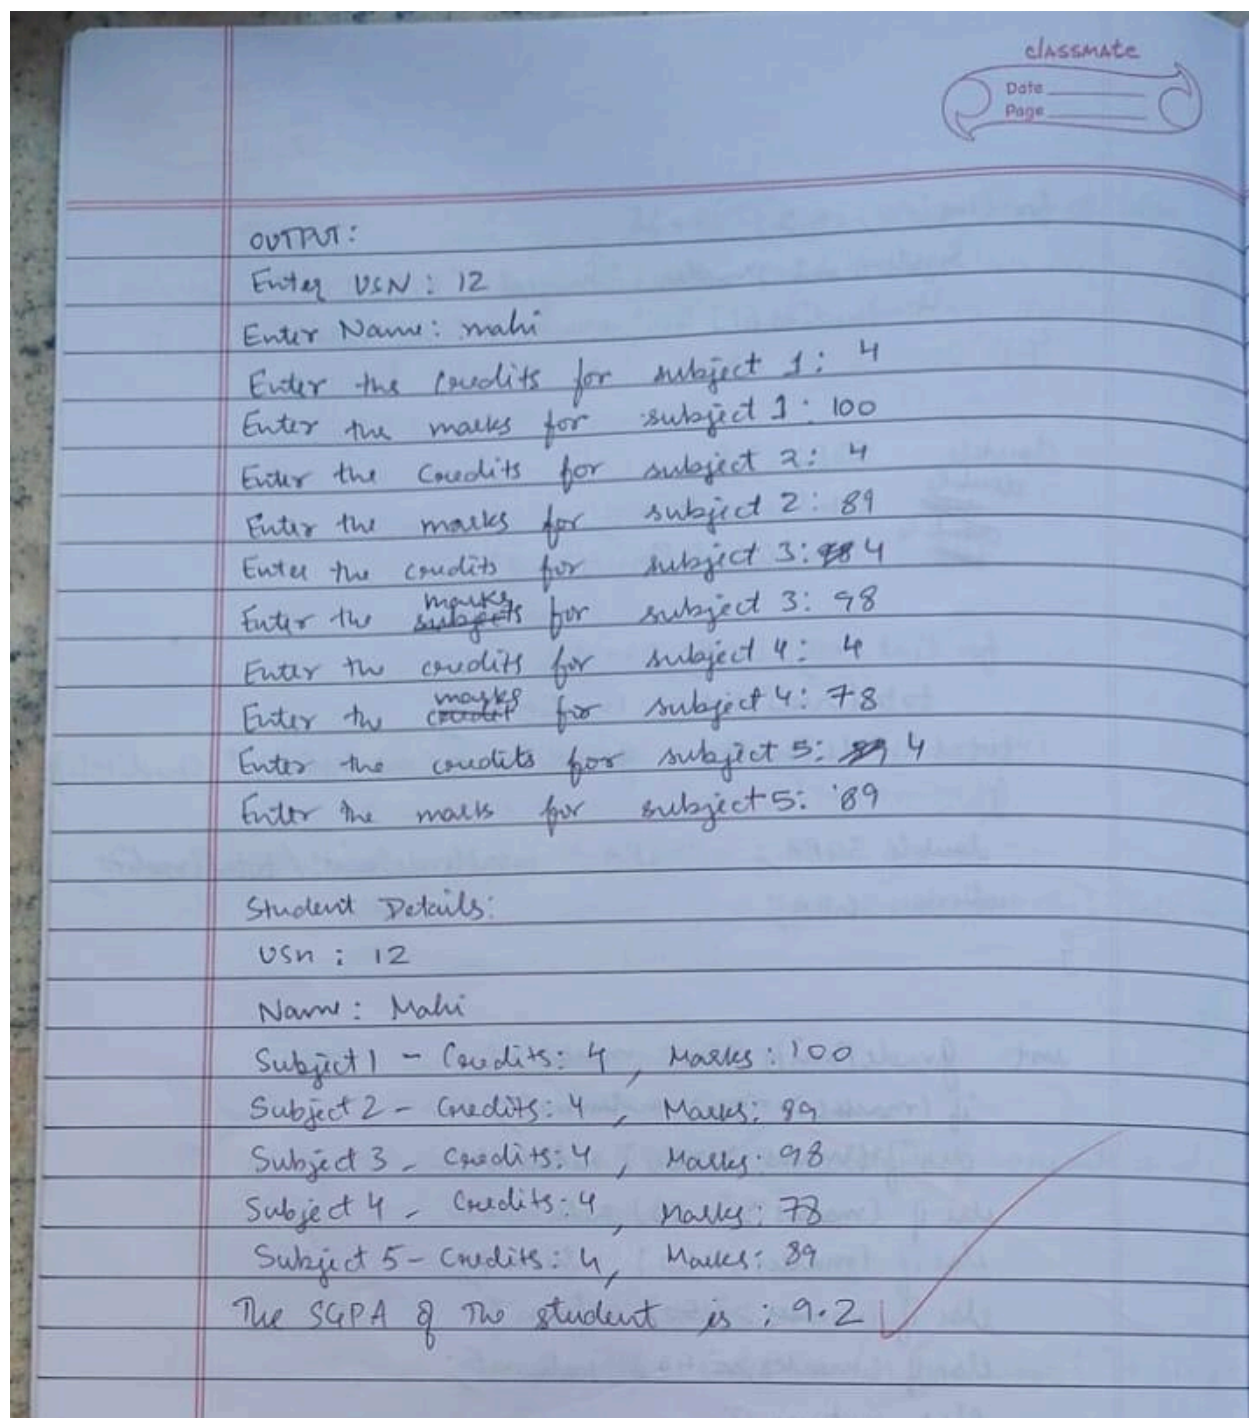 classmate
Date
Page
OUTPUT:
Enter USN : 12
Enter Name: mahi
Enter the Credits for subject 1: 4
Enter the marks for subject 1: 100
Enter the Credits for subject 2: 4
Enter the marks for subject 2: 89
Enter the credits for subject 3: 4
Enter the marks for subject 3: 98
Enter the credits for subject 4: 4
Enter the marks for subject 4: 78
Enter the credits for subject 5: 4
Enter the marks for subject 5: 89
Student Details:
USn : 12
Name: Mahi
Subject 1 - Credits: 4, Marks: 100
Subject 2 - Credits: 4, Marks: 89
Subject 3 - Credits: 4, Marks: 98
Subject 4 - Credits: 4, Marks: 78
Subject 5 - Credits: 4, Marks: 89
The SGPA of The student is : 9.2